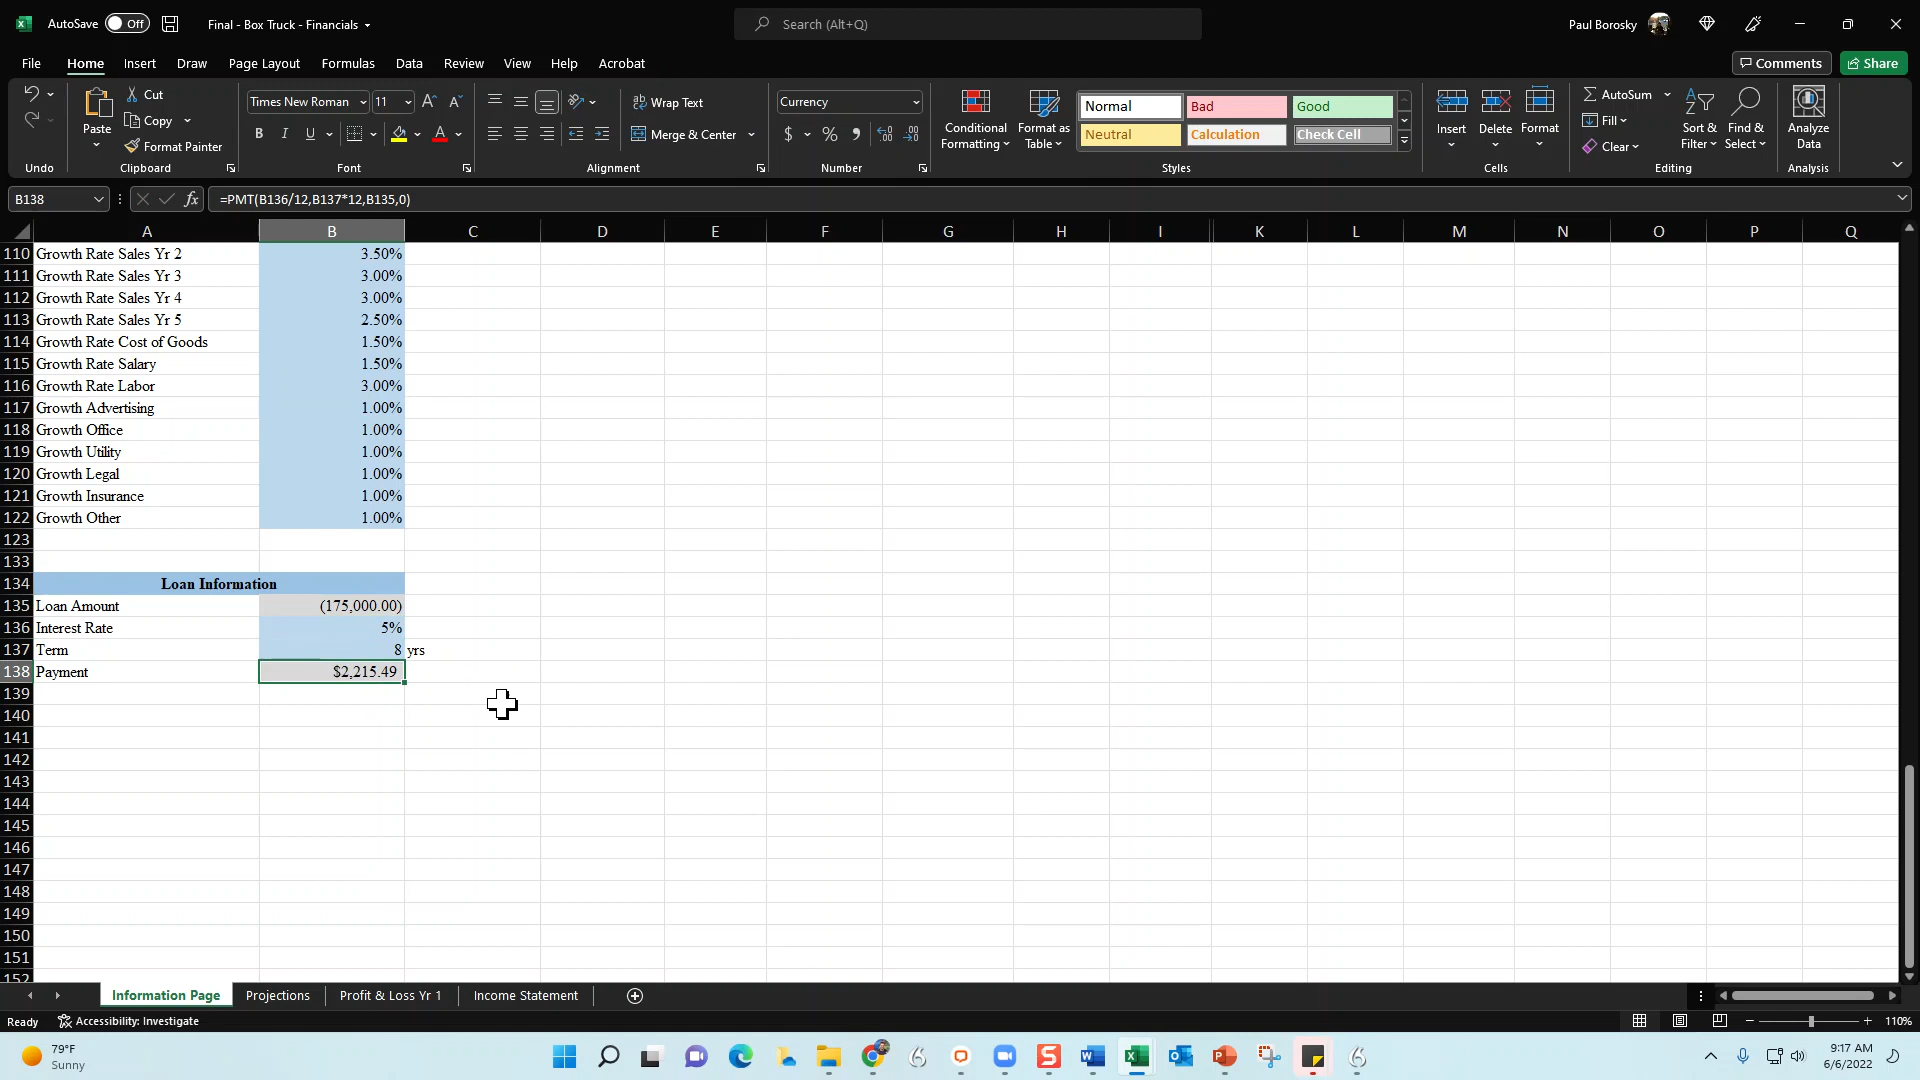 AutoSave Off Final - Box Truck - Financials Search (Alt+Q) Paul Borosky
File Home Insert Draw Page Layout Formulas Data Review View Help Acrobat Comments Share
Cut
Copy
Format Painter
Paste
Undo
Clipboard
Times New Roman 11
B I U A
Font
Wrap Text
Merge & Center
Alignment
Currency
$ % 9
Number
Conditional Formatting
Format as Table
Normal Bad Good
Neutral Calculation Check Cell
Styles
Insert Delete Format
Cells
AutoSum
Fill
Clear
Sort & Filter
Find & Select
Editing
Analyze Data
Analysis
B138 fx =PMT(B136/12,B137*12,B135,0)
A B C D E F G H I K L M N O P Q
110 Growth Rate Sales Yr 2 3.50%
111 Growth Rate Sales Yr 3 3.00%
112 Growth Rate Sales Yr 4 3.00%
113 Growth Rate Sales Yr 5 2.50%
114 Growth Rate Cost of Goods 1.50%
115 Growth Rate Salary 1.50%
116 Growth Rate Labor 3.00%
117 Growth Advertising 1.00%
118 Growth Office 1.00%
119 Growth Utility 1.00%
120 Growth Legal 1.00%
121 Growth Insurance 1.00%
122 Growth Other 1.00%
123
133
134 Loan Information
135 Loan Amount (175,000.00)
136 Interest Rate 5%
137 Term 8 yrs
138 Payment $2,215.49
139
140
141
142
143
144
145
146
147
148
149
150
151
152
Information Page Projections Profit & Loss Yr 1 Income Statement
Ready Accessibility: Investigate 110%
79°F
Sunny
9:17 AM
6/6/2022